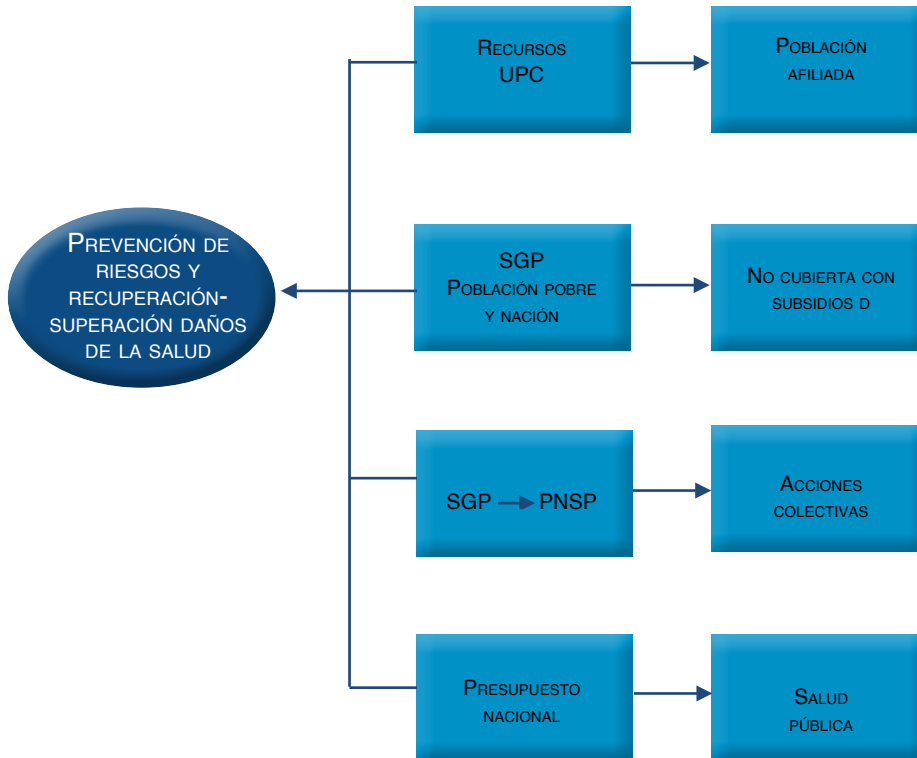 Prevención de
riesgos y
recuperación-
superación daños
de la salud
Recursos
UPC
Población
afiliada
SGP
Población pobre
y nación
No cubierta con
subsidios d
SGP → PNSP
Acciones
colectivas
Presupuesto
nacional
Salud
pública